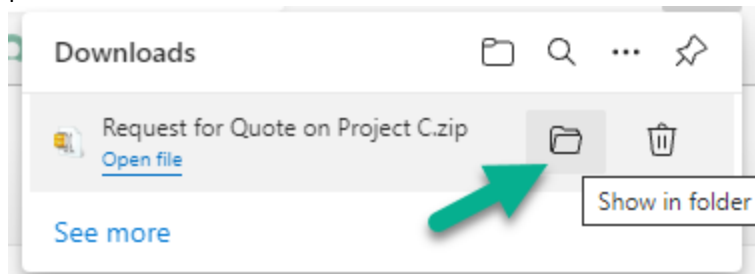 Downloads
Request for Quote on Project C.zip
Open file
Show in folder
See more